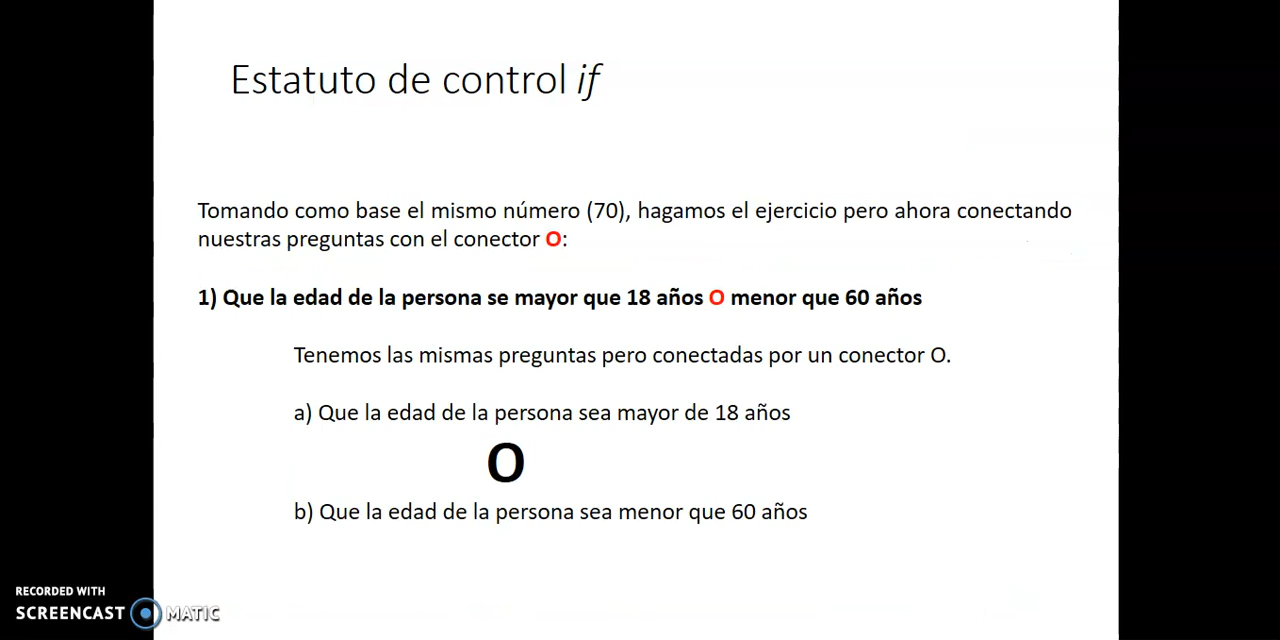 Estatuto de control if
Tomando como base el mismo número (70), hagamos el ejercicio pero ahora conectando
nuestras preguntas con el conector O:
1) Que la edad de la persona se mayor que 18 años O menor que 60 años
Tenemos las mismas preguntas pero conectadas por un conector O.
a) Que la edad de la persona sea mayor de 18 años
O
b) Que la edad de la persona sea menor que 60 años
RECORDED WITH
SCREENCAST MATIC